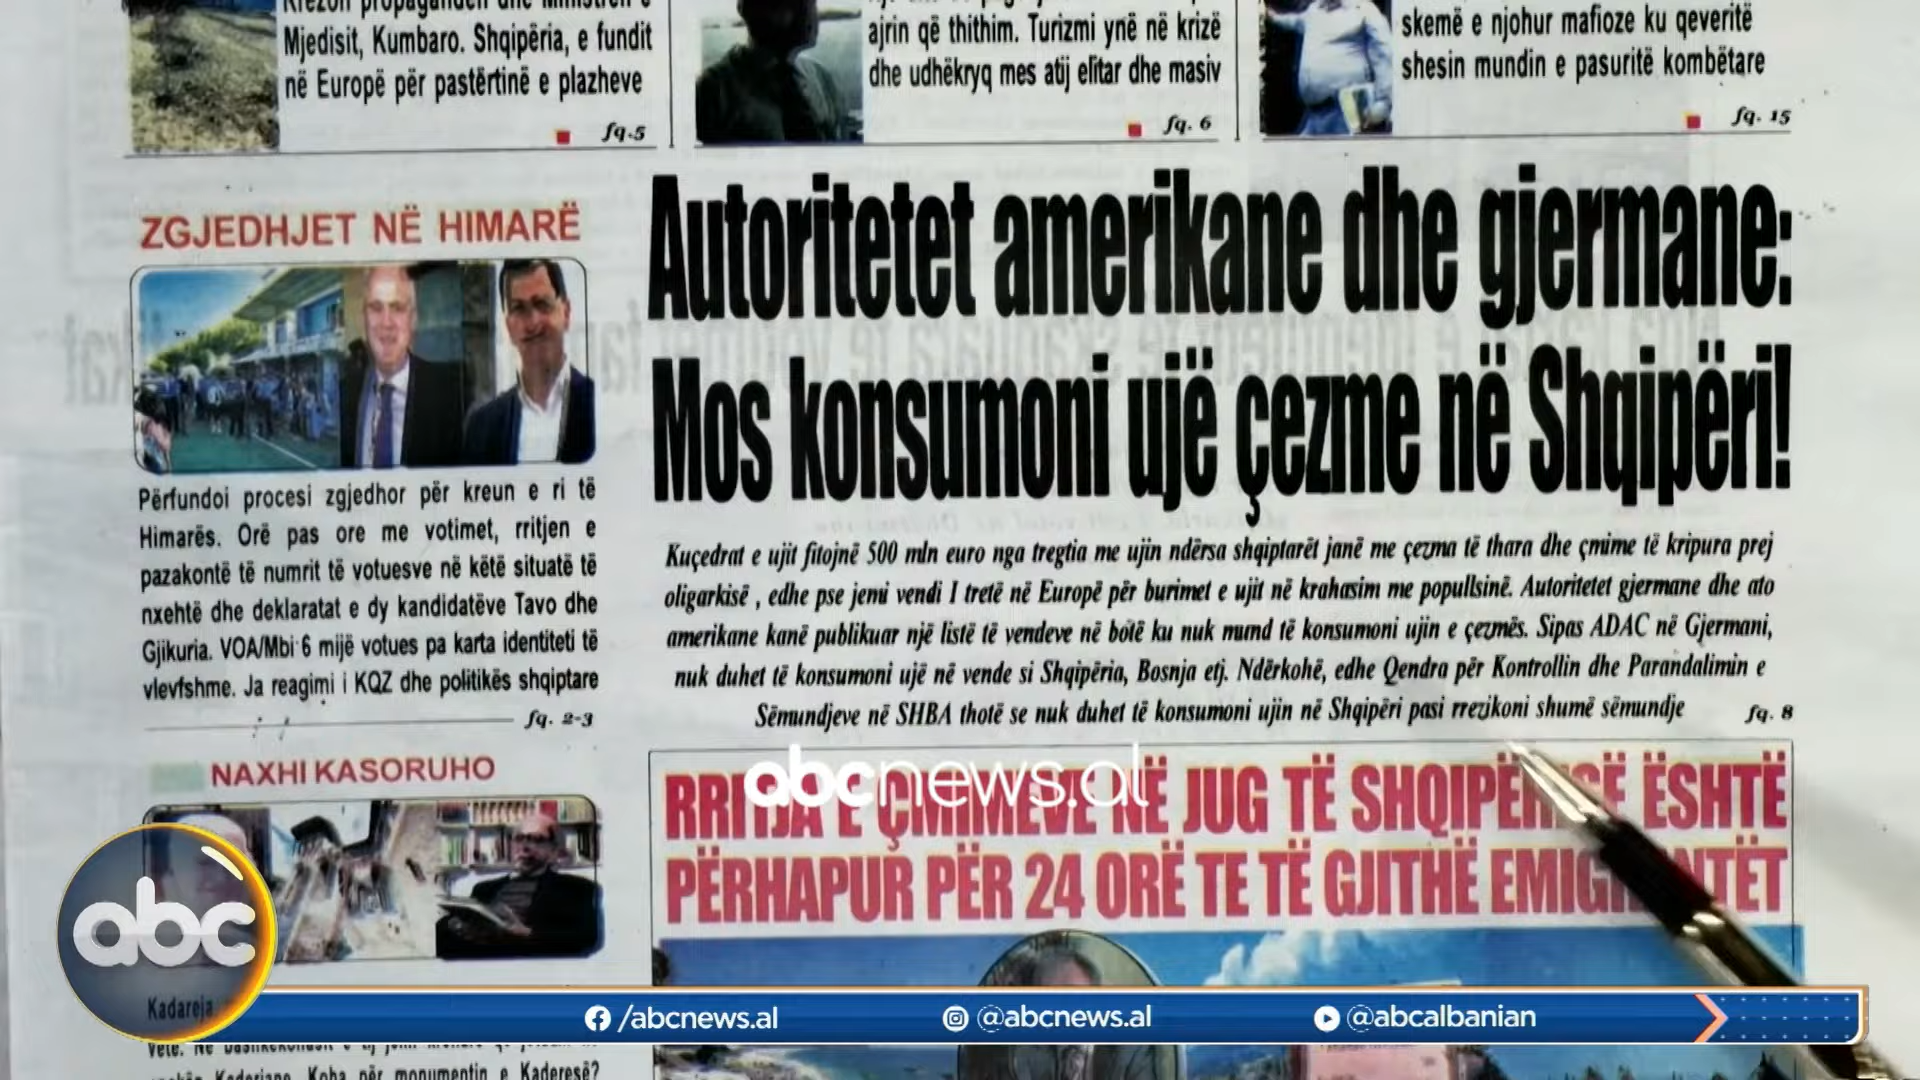 Mjedisit, Kumbaro. Shqipëria, e fundit
në Europë për pastërtinë e plazheve
fq.5
ajrin që thithim. Turizmi ynë në krizë
dhe udhëkryq mes atij elitar dhe masiv
fq. 6
skemë e njohur mafioze ku qeveritë
shesin mundin e pasuritë kombëtare
fq. 15
ZGJEDHJET NË HIMARË
Përfundoi procesi zgjedhor për kreun e ri të
Himarës. Orë pas ore me votimet, rritjen e
pazakontë të numrit të votuesve në këtë situatë të
nxehtë dhe deklaratat e dy kandidatëve Tavo dhe
Gjikuria. VOA/Mbi 6 mijë votues pa karta identiteti të
vlevfshme. Ja reagimi i KQZ dhe politikës shqiptare
fq. 2-3
NAXHI KASORUHO
Kadareja
Autoritetet amerikane dhe gjermane:
Mos konsumoni ujë çezme në Shqipëri!
Kuçedrat e ujit fitojnë 500 mln euro nga tregtia me ujin ndërsa shqiptarët janë me çezma të thara dhe çmime të kripura prej
oligarkisë , edhe pse jemi vendi I tretë në Europë për burimet e ujit në krahasim me popullsinë. Autoritetet gjermane dhe ato
amerikane kanë publikuar një listë të vendeve në botë ku nuk mund të konsumoni ujin e çezmës. Sipas ADAC në Gjermani,
nuk duhet të konsumoni ujë në vende si Shqipëria, Bosnja etj. Ndërkohë, edhe Qendra për Kontrollin dhe Parandalimin e
Sëmundjeve në SHBA thotë se nuk duhet të konsumoni ujin në Shqipëri pasi rrezikoni shumë sëmundje
fq. 8
abcnews.al
RRITJA E ÇMIMEVE NË JUG TË ËSHTË
PËRHAPUR PËR 24 ORË TE TË GJITHË
abc
/abcnews.al
@abcnews.al
@abcalbanian
monumentin e Kaderesë?